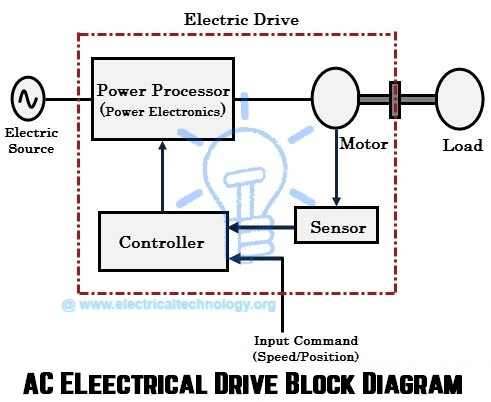 Electric Drive
Power Processor
(Power Electronics)
Electric
Source
Motor
Load
Controller
Sensor
@ www.electricaltechnology.org
Input Command
(Speed/Position)
AC ELeectrical Drive Block Diagram